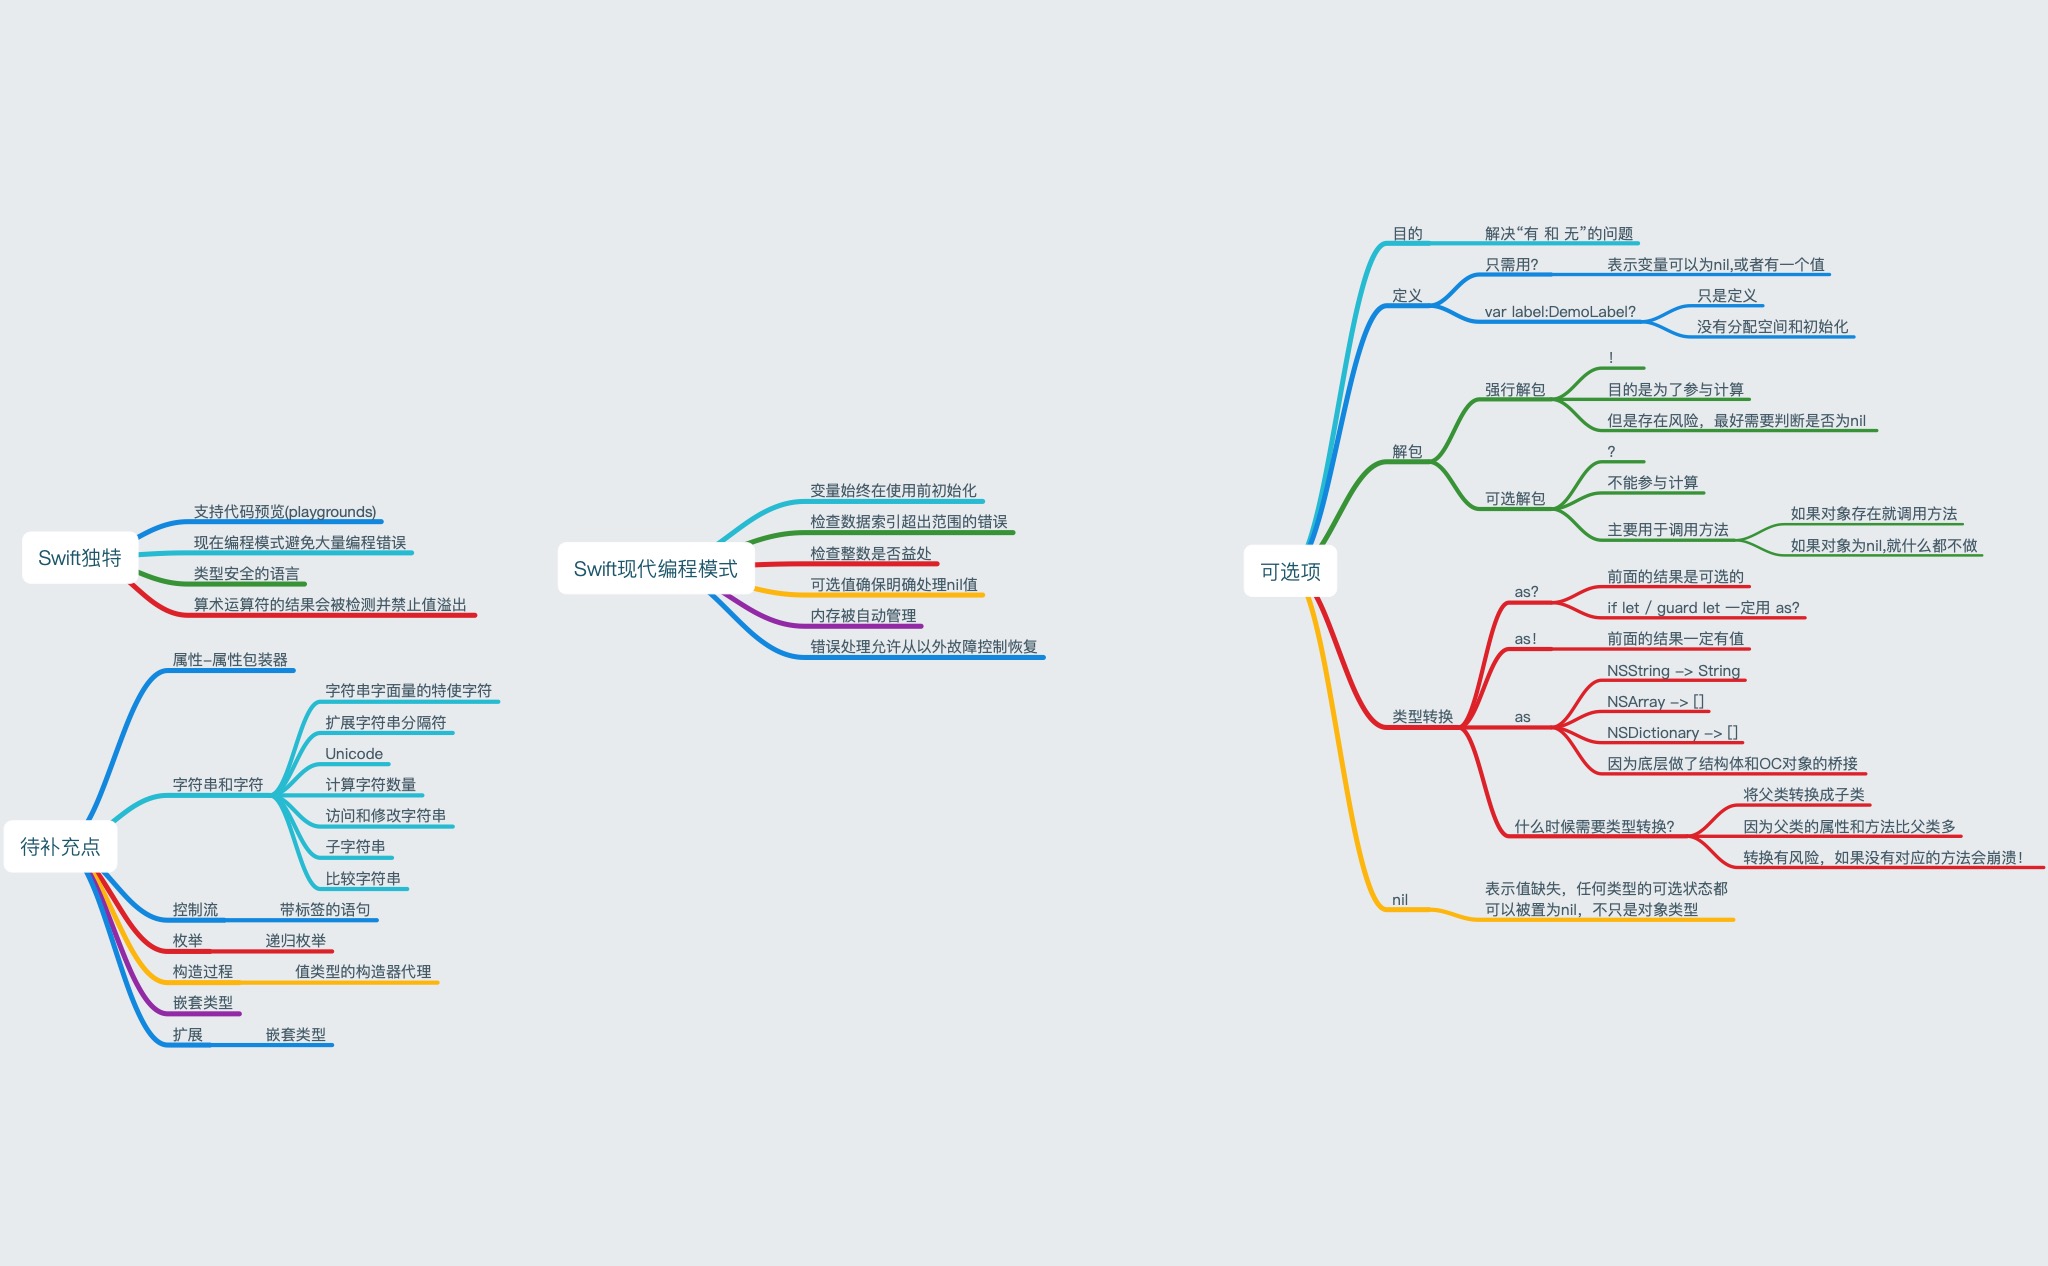 Swift独特
支持代码预览(playgrounds)
现在编程模式避免大量编程错误
类型安全的语言
算术运算符的结果会被检测并禁止值溢出
待补充点
属性-属性包装器
字符串和字符
字符串字面量的特使字符
扩展字符串分隔符
Unicode
计算字符数量
访问和修改字符串
子字符串
比较字符串
控制流
带标签的语句
枚举
递归枚举
构造过程
值类型的构造器代理
嵌套类型
扩展
嵌套类型
Swift现代编程模式
变量始终在使用前初始化
检查数据索引超出范围的错误
检查整数是否益处
可选值确保明确处理nil值
内存被自动管理
错误处理允许从以外故障控制恢复
可选项
目的
解决“有 和 无”的问题
定义
只需用?
表示变量可以为nil,或者有一个值
var label:DemoLabel?
只是定义
没有分配空间和初始化
解包
强行解包
!
目的是为了参与计算
但是存在风险，最好需要判断是否为nil
可选解包
?
不能参与计算
主要用于调用方法
如果对象存在就调用方法
如果对象为nil,就什么都不做
类型转换
as?
前面的结果是可选的
if let / guard let 一定用 as?
as!
前面的结果一定有值
as
NSString -> String
NSArray -> []
NSDictionary -> []
因为底层做了结构体和OC对象的桥接
什么时候需要类型转换?
将父类转换成子类
因为父类的属性和方法比父类多
转换有风险，如果没有对应的方法会崩溃!
nil
表示值缺失，任何类型的可选状态都
可以被置为nil，不只是对象类型